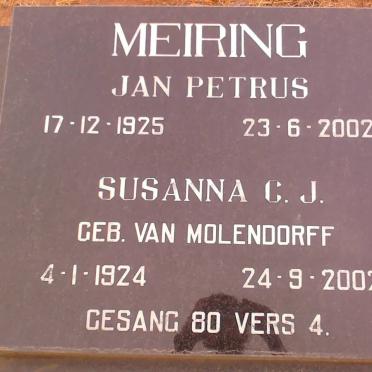 MEIRING
JAN PETRUS
17-12-1925 23-6-2002
SUSANNA C. J.
GEB. VAN MOLENDORFF
4-1-1924 24-9-2002
GESANG 80 VERS 4.